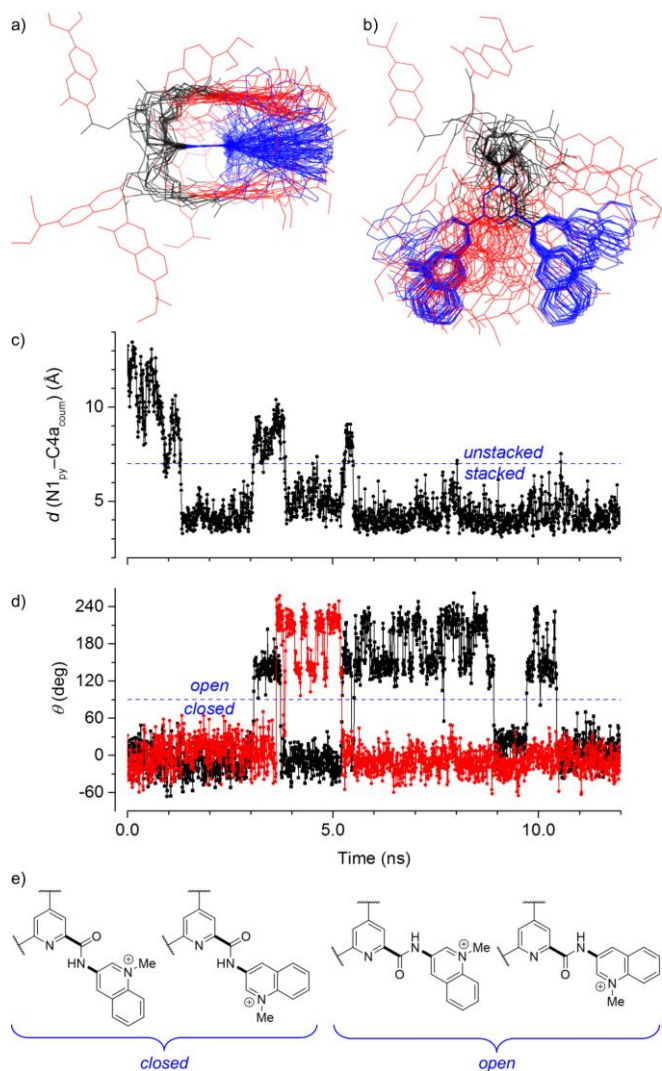 a)
b)
c)
d (N1py–C4acoum) (Å)
10
5
unstacked
stacked
d)
θ (deg)
240
180
120
60
0
-60
open
closed
0.0
5.0
10.0
Time (ns)
e)
N
O
HN
N
Me
N
O
HN
N
Me
N
O
H
N
N
Me
N
O
H
N
N
Me
closed
open